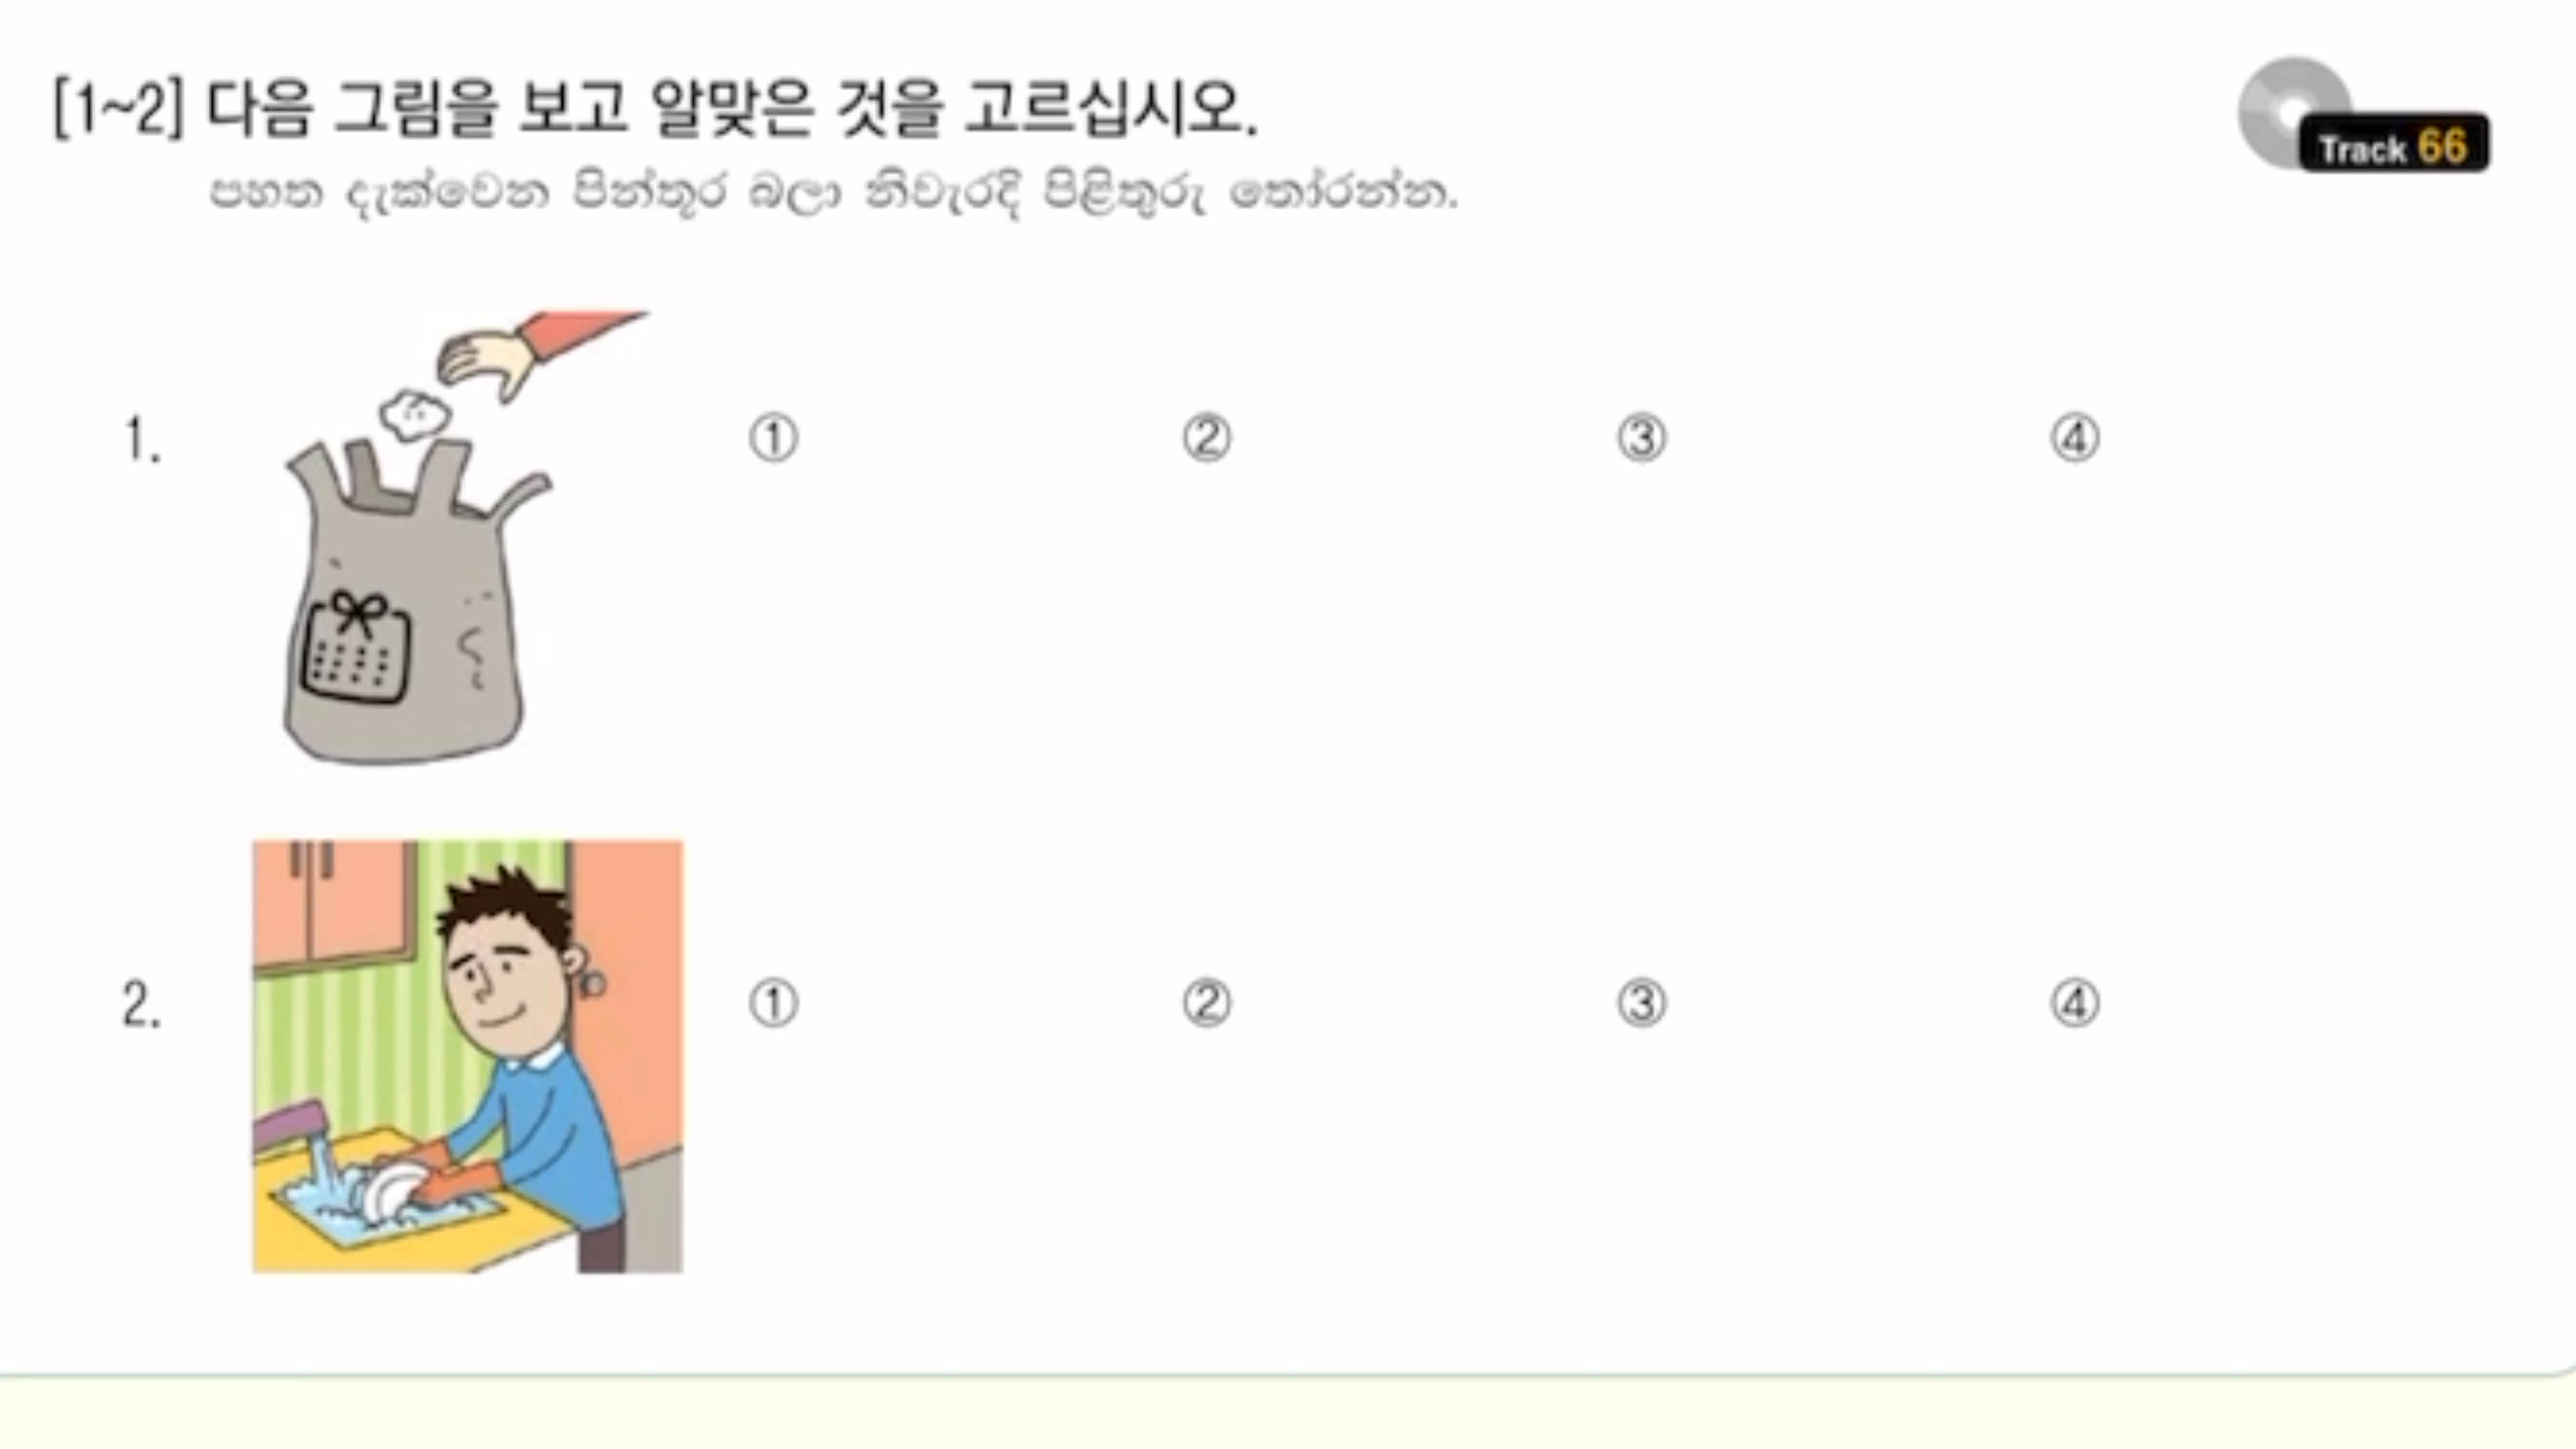 [1~2] 다음 그림을 보고 알맞은 것을 고르십시오.
Track 66
පහත දැක්වෙන පින්තූර බලා නිවැරදි පිළිතුරු තෝරන්න.
1. ① ② ③ ④
2. ① ② ③ ④